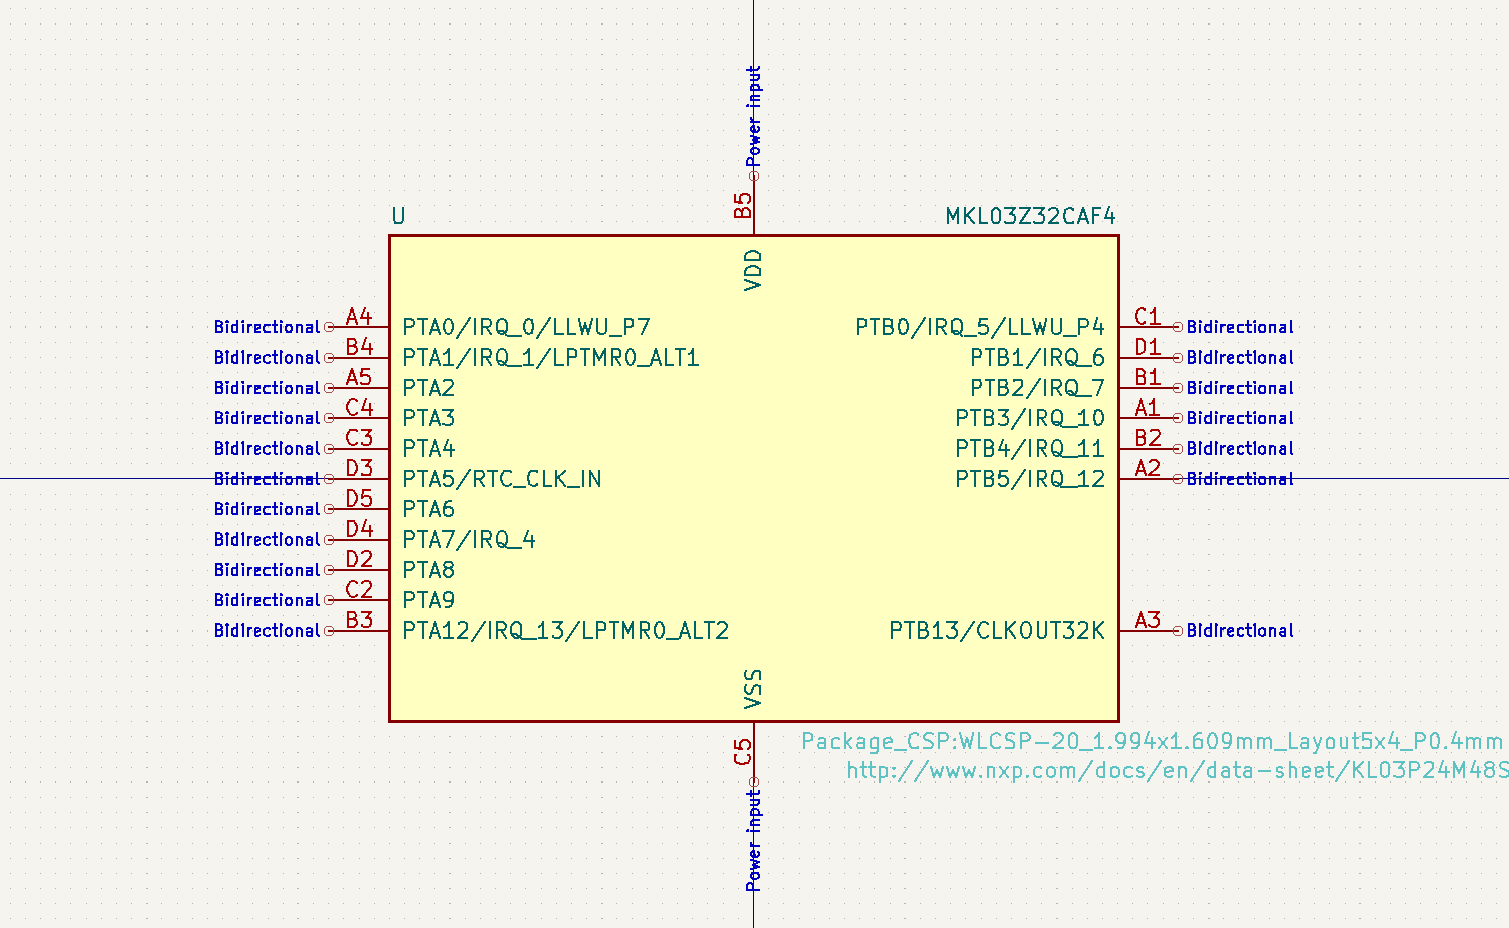 Power input
B5
U MKL03Z32CAF4
VDD
Bidirectional A4 PTA0/IRQ_0/LLWU_P7 PTB0/IRQ_5/LLWU_P4 C1 Bidirectional
Bidirectional B4 PTA1/IRQ_1/LPTMR0_ALT1 PTB1/IRQ_6 D1 Bidirectional
Bidirectional A5 PTA2 PTB2/IRQ_7 B1 Bidirectional
Bidirectional C4 PTA3 PTB3/IRQ_10 A1 Bidirectional
Bidirectional C3 PTA4 PTB4/IRQ_11 B2 Bidirectional
Bidirectional D3 PTA5/RTC_CLK_IN PTB5/IRQ_12 A2 Bidirectional
Bidirectional D5 PTA6
Bidirectional D4 PTA7/IRQ_4
Bidirectional D2 PTA8
Bidirectional C2 PTA9
Bidirectional B3 PTA12/IRQ_13/LPTMR0_ALT2 PTB13/CLKOUT32K A3 Bidirectional
VSS
C5
Package_CSP:WLCSP-20_1.994x1.609mm_Layout5x4_P0.4mm
http://www.nxp.com/docs/en/data-sheet/KL03P24M48S
Power input